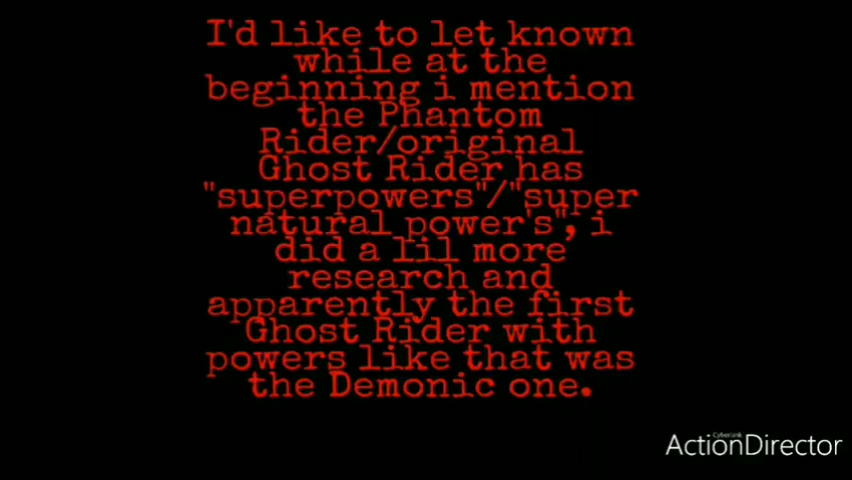 I'd like to let known
while at the
beginning i mention
the Phantom
Rider/original
Ghost Rider has
"superpowers"/"super
natural power's", i
did a lil more
research and
apparently the first
Ghost Rider with
powers like that was
the Demonic one.
CyberLink
ActionDirector